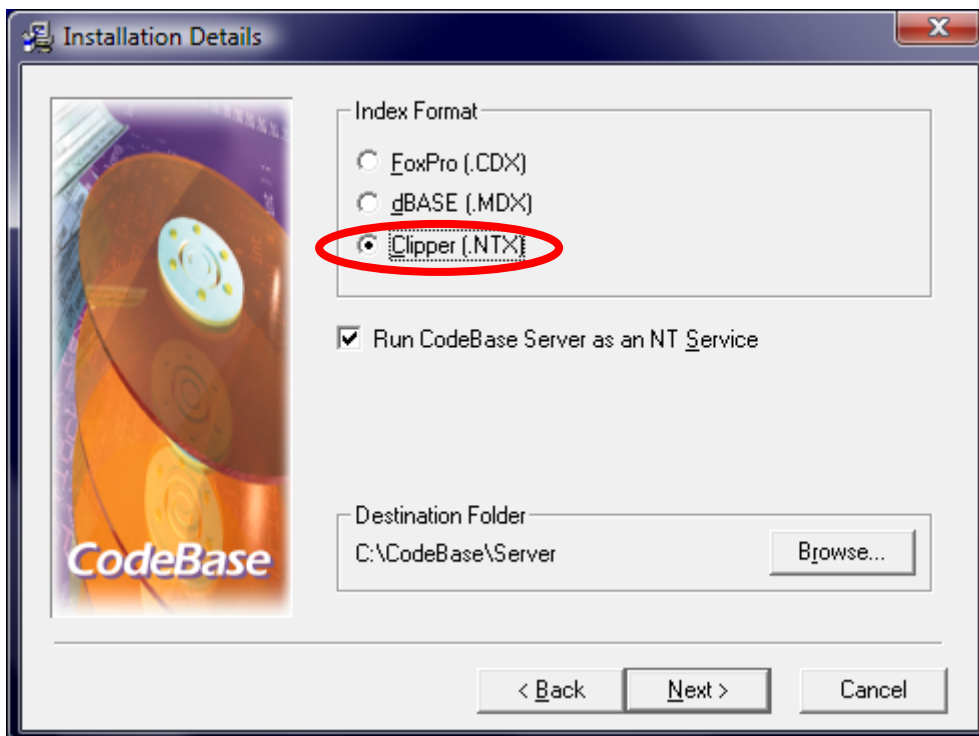 Installation Details
Index Format
FoxPro (.CDX)
dBASE (.MDX)
Clipper (.NTX)
Run CodeBase Server as an NT Service
Destination Folder
C:\CodeBase\Server
Browse...
CodeBase
< Back
Next >
Cancel